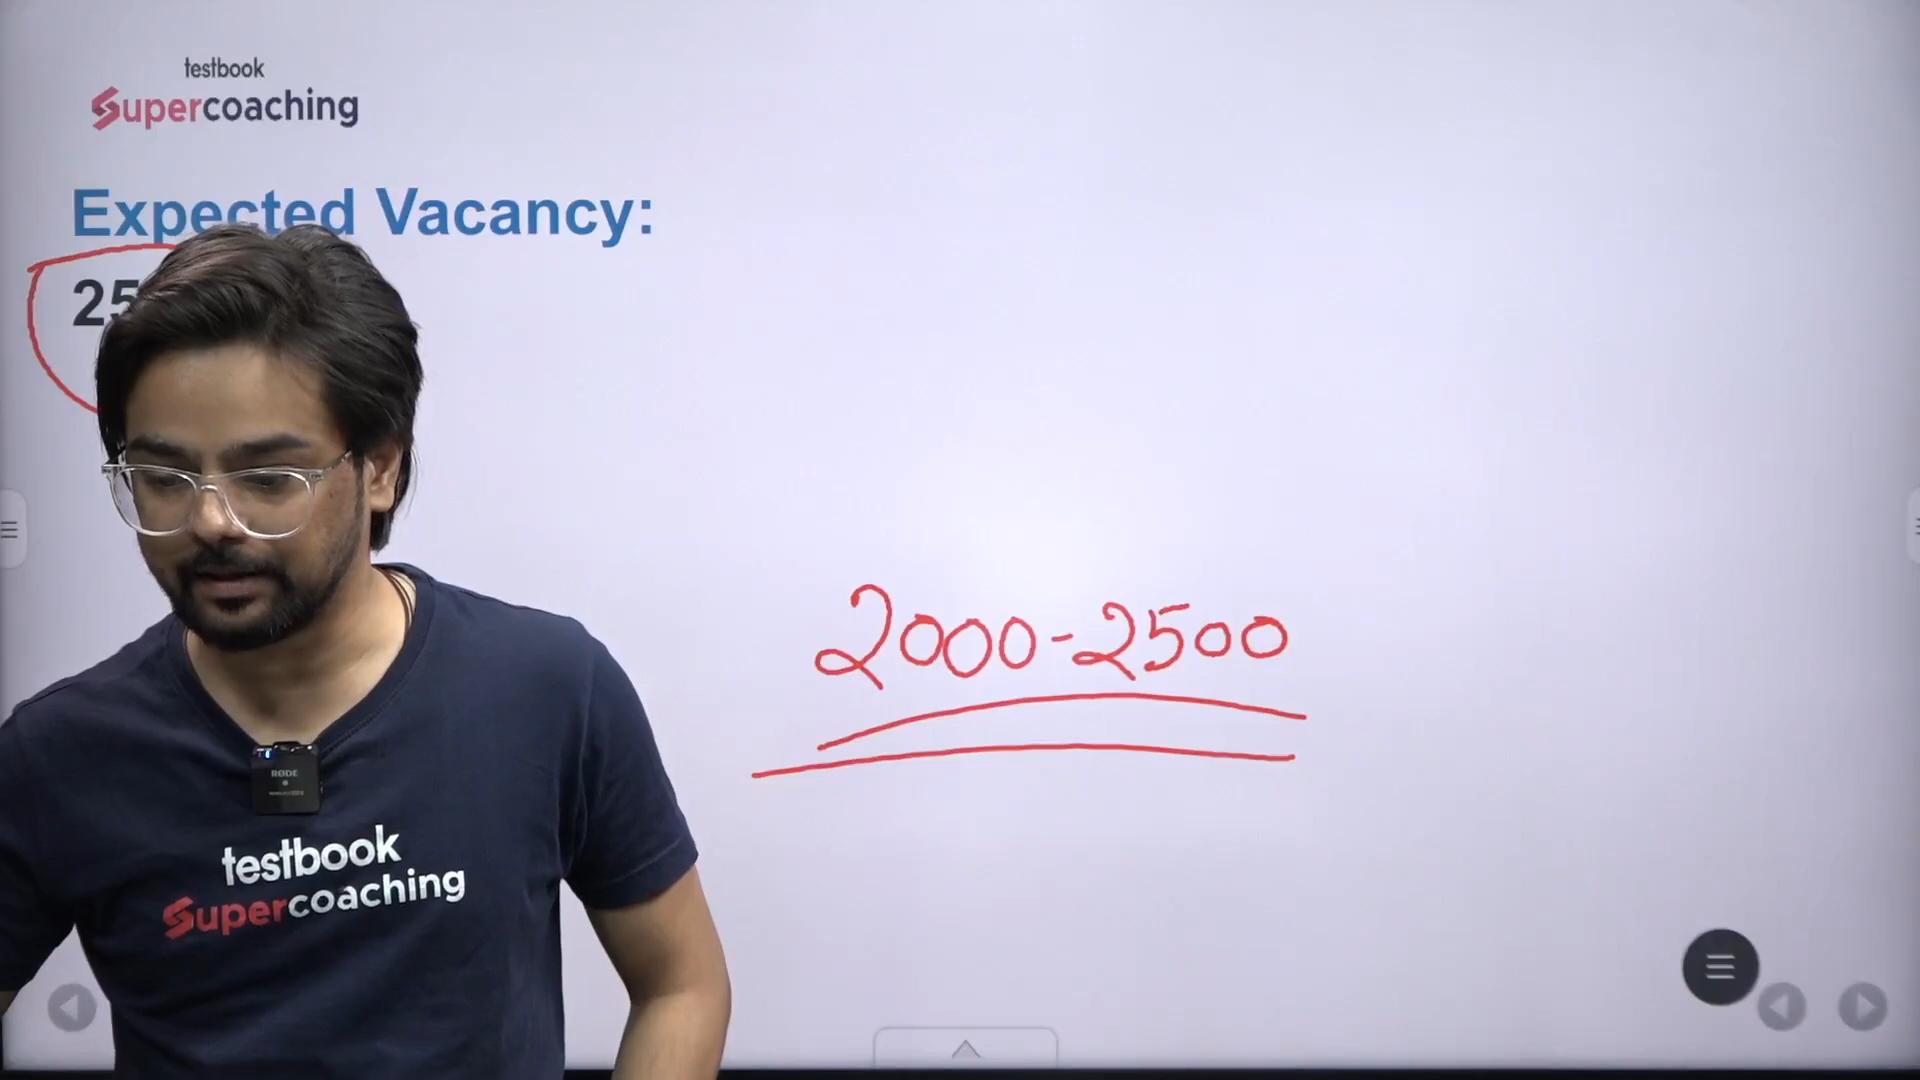 testbook
Supercoaching
Expected Vacancy:
25
2000-2500
RØDE
testbook
Supercoaching